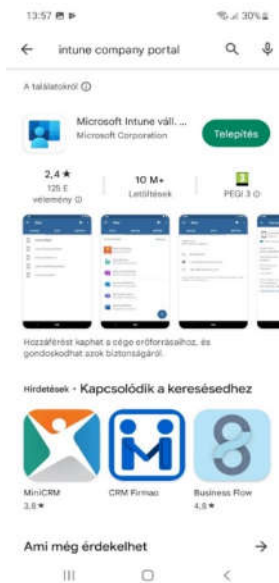 13:57
30%
intune company portal
A találatokról
Microsoft Intune váll. ...
Microsoft Corporation
Telepítés
2,4 ★
125 E vélemény
10 M+
Letöltések
3
PEGI 3
Hozzáférést kaphat a cége erőforrásaihoz, és
gondoskodhat azok biztonságáról.
Hirdetések • Kapcsolódik a keresésedhez
MiniCRM
3,8 ★
CRM Firmao
Business Flow
4,8 ★
Ami még érdekelhet